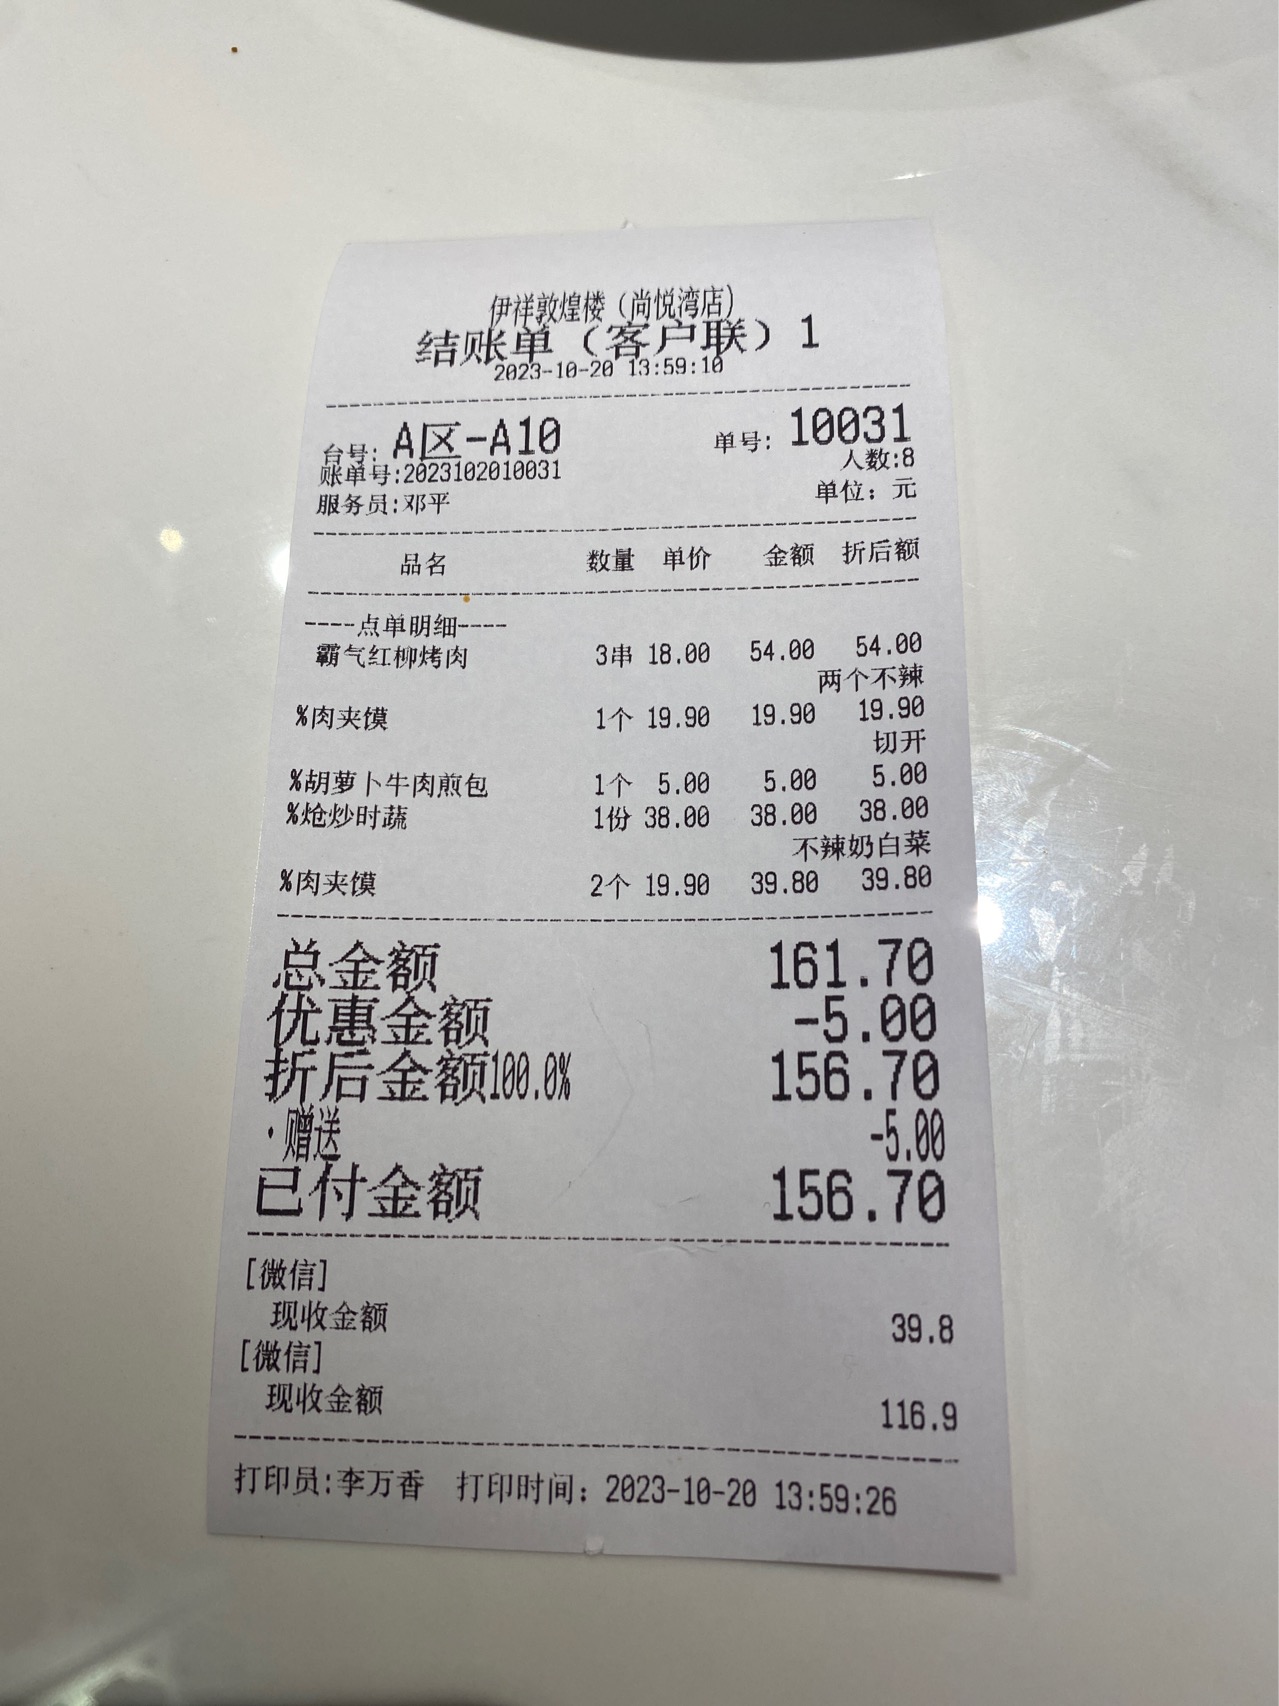 伊祥敦煌楼（尚悦湾店）
结账单（客户联）1
2023-10-20 13:59:10
台号: A区-A10 单号: 10031
账单号:2023102010031 人数:8
服务员:邓平 单位：元
品名 数量 单价 金额 折后额
----点单明细----
霸气红柳烤肉 3串 18.00 54.00 54.00
两个不辣
%肉夹馍 1个 19.90 19.90 19.90
切开
%胡萝卜牛肉煎包 1个 5.00 5.00 5.00
%炝炒时蔬 1份 38.00 38.00 38.00
不辣奶白菜
%肉夹馍 2个 19.90 39.80 39.80
总金额 161.70
优惠金额 -5.00
折后金额100.0% 156.70
·赠送 -5.00
已付金额 156.70
[微信]
现收金额 39.8
[微信]
现收金额 116.9
打印员:李万香 打印时间：2023-10-20 13:59:26